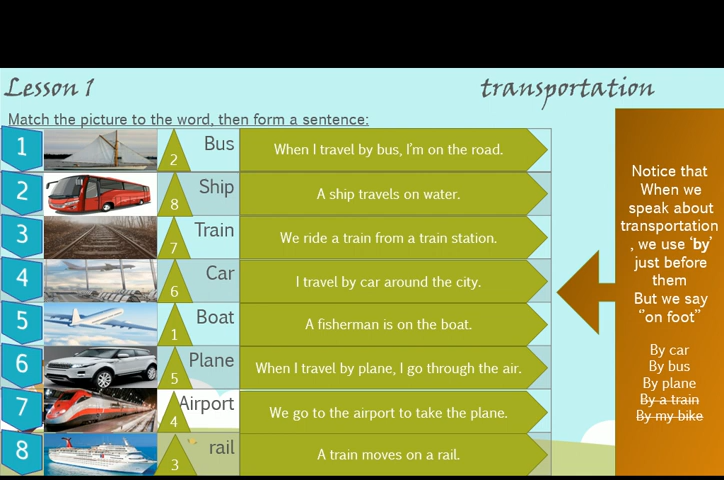 Lesson 1
transportation
Match the picture to the word, then form a sentence:
1 2 Bus When I travel by bus, I'm on the road.
2 8 Ship A ship travels on water.
3 7 Train We ride a train from a train station.
4 6 Car I travel by car around the city.
5 1 Boat A fisherman is on the boat.
6 5 Plane When I travel by plane, I go through the air.
7 4 Airport We go to the airport to take the plane.
8 3 rail A train moves on a rail.
Notice that
When we
speak about
transportation
, we use 'by'
just before
them
But we say
"on foot"
By car
By bus
By plane
By a train
By my bike